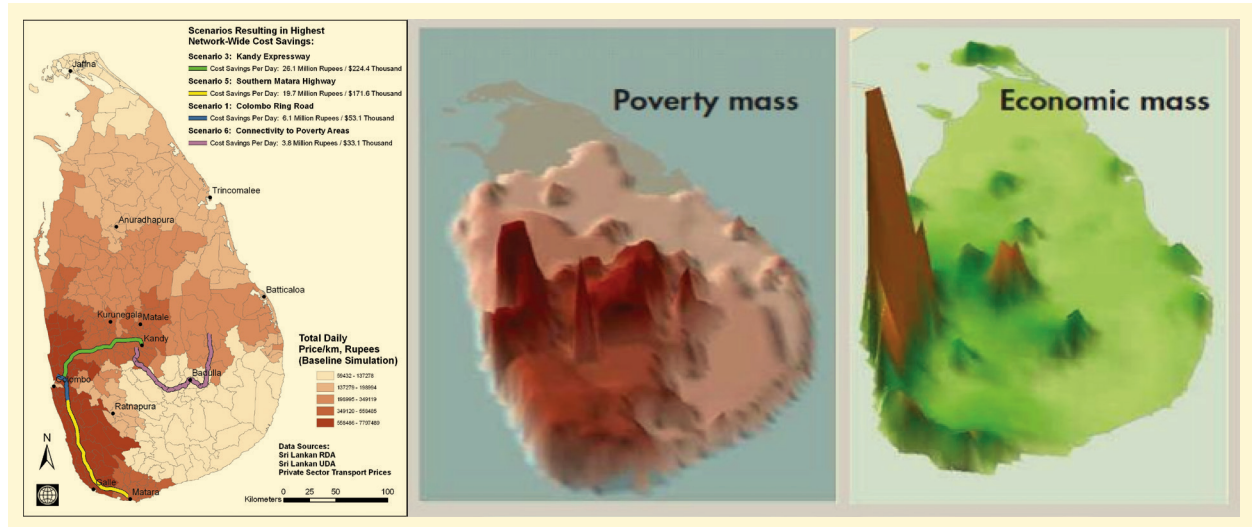 Scenarios Resulting in Highest
Network-Wide Cost Savings:
Scenario 3: Kandy Expressway
Cost Savings Per Day: 26.1 Million Rupees / $224.4 Thousand
Scenario 5: Southern Matara Highway
Cost Savings Per Day: 19.7 Million Rupees / $171.6 Thousand
Scenario 1: Colombo Ring Road
Cost Savings Per Day: 6.1 Million Rupees / $53.1 Thousand
Scenario 6: Connectivity to Poverty Areas
Cost Savings Per Day: 3.8 Million Rupees / $33.1 Thousand
Jaffna
Trincomalee
Anuradhapura
Batticaloa
Kurunegala
Matale
Kandy
Colombo
Badulla
Ratnapura
Galle
Matara
Total Daily
Price/km, Rupees
(Baseline Simulation)
349120 - 558485
N
Data Sources:
Sri Lankan RDA
Sri Lankan UDA
Private Sector Transport Prices
Kilometers
0 25 50 100
Poverty mass
Economic mass